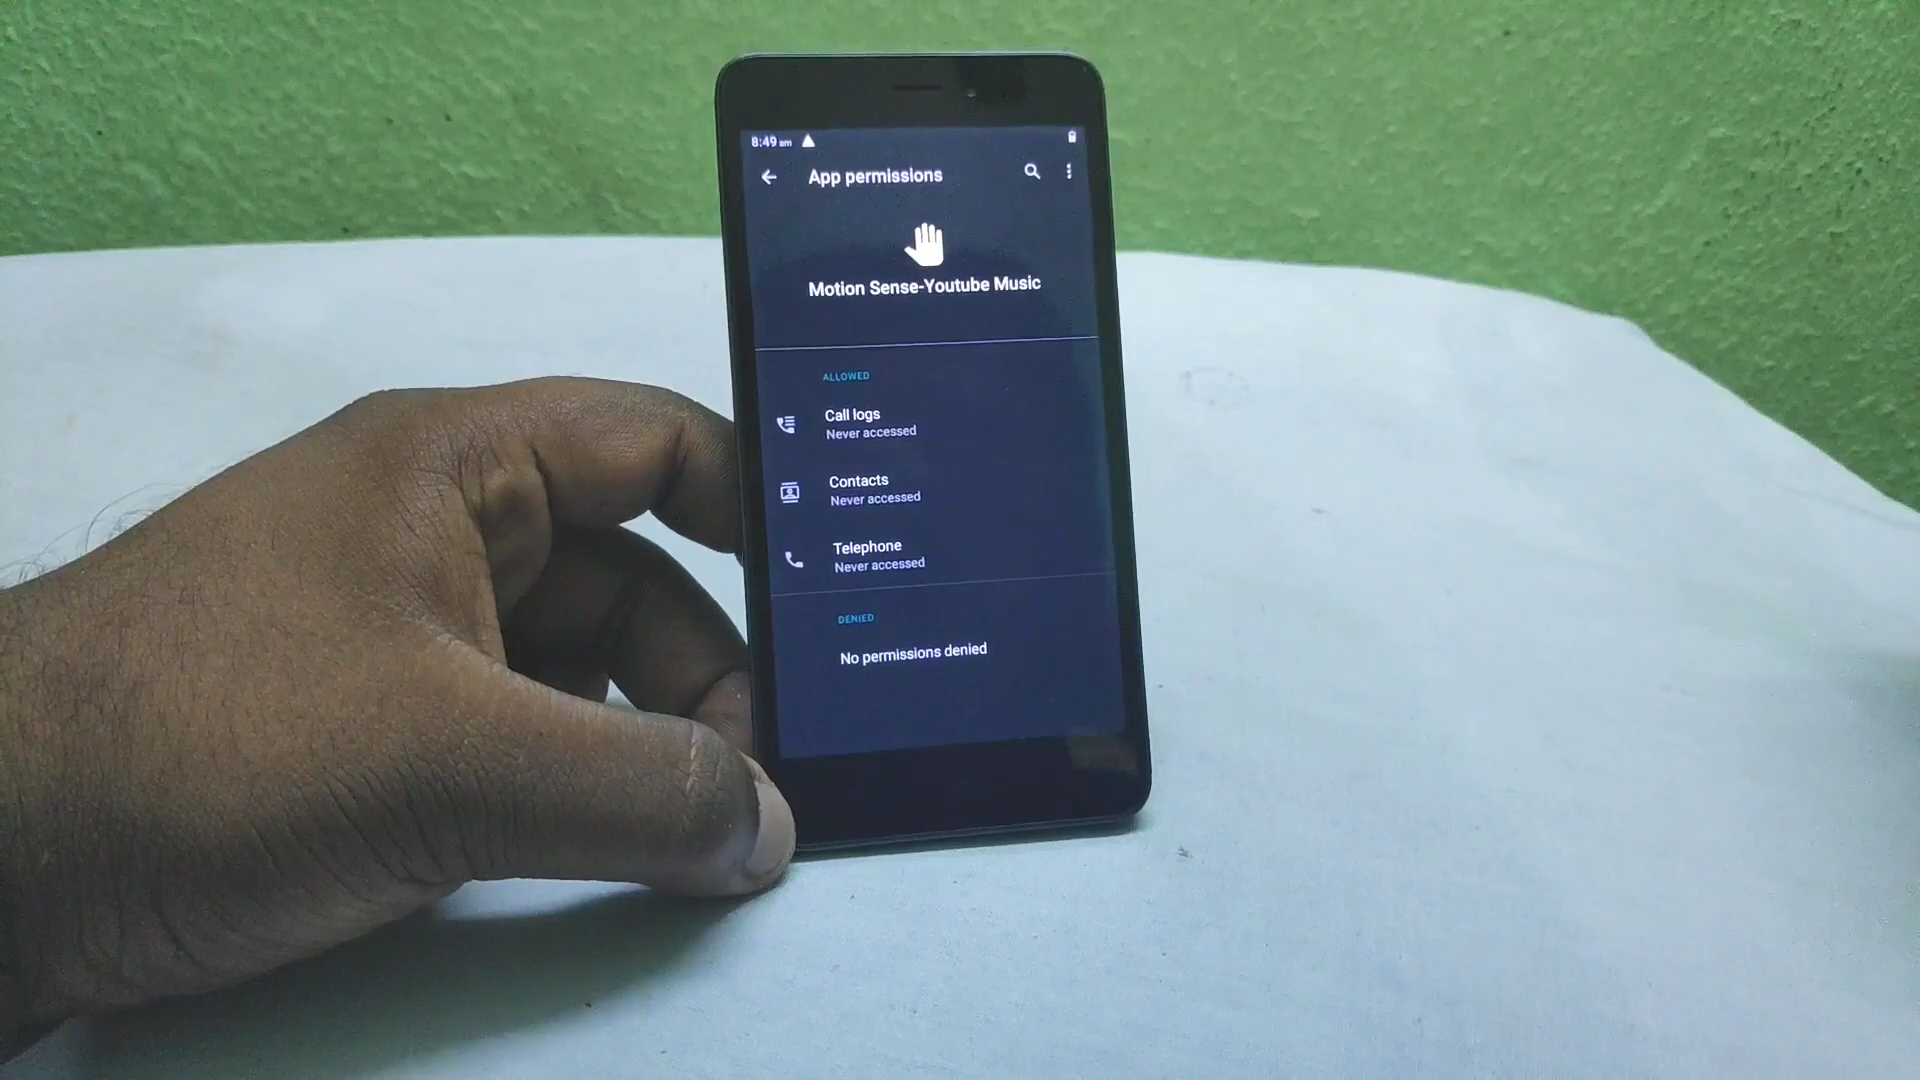 8:49 am
App permissions
Motion Sense-Youtube Music
ALLOWED
Call logs
Never accessed
Contacts
Never accessed
Telephone
Never accessed
DENIED
No permissions denied